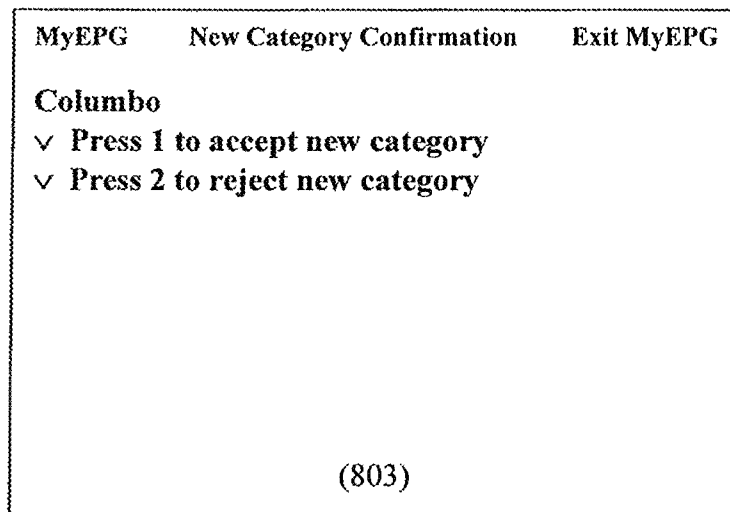 MyEPG New Category Confirmation Exit MyEPG
Columbo
v Press 1 to accept new category
v Press 2 to reject new category
(803)